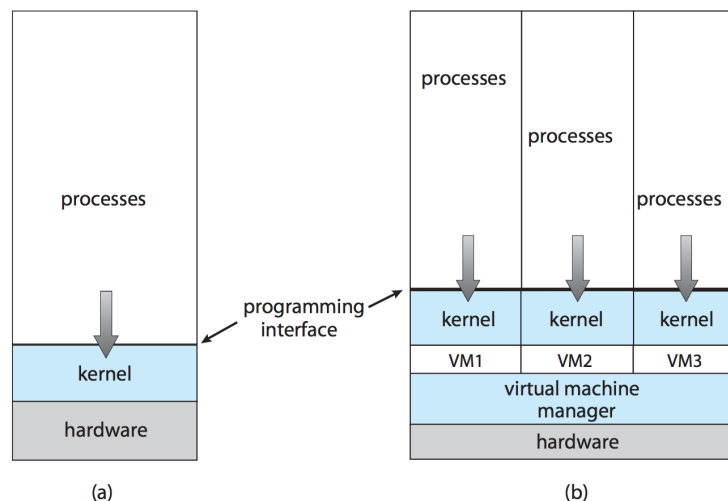 processes
kernel
hardware
(a)
programming
interface
processes
processes
processes
kernel
kernel
kernel
VM1
VM2
VM3
virtual machine
manager
hardware
(b)